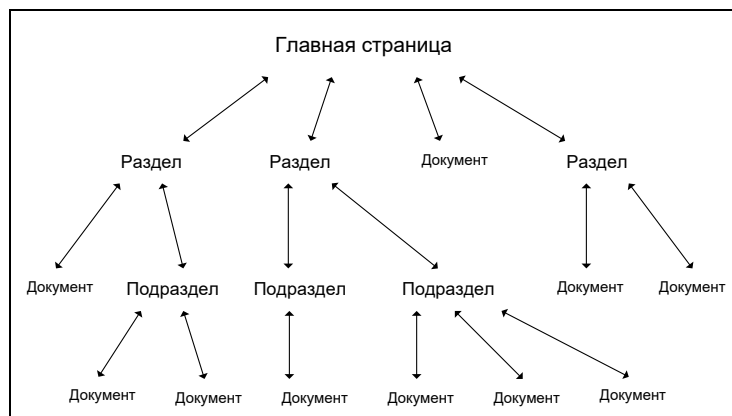 Главная страница
Раздел Раздел Документ Раздел
Документ Подраздел Подраздел Подраздел Документ Документ
Документ Документ Документ Документ Документ Документ